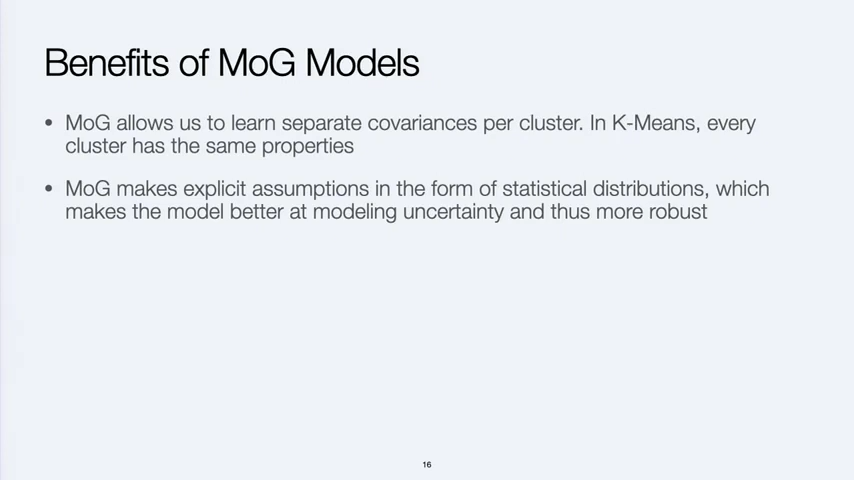 Benefits of MoG Models
• MoG allows us to learn separate covariances per cluster. In K-Means, every
cluster has the same properties
• MoG makes explicit assumptions in the form of statistical distributions, which
makes the model better at modeling uncertainty and thus more robust
16